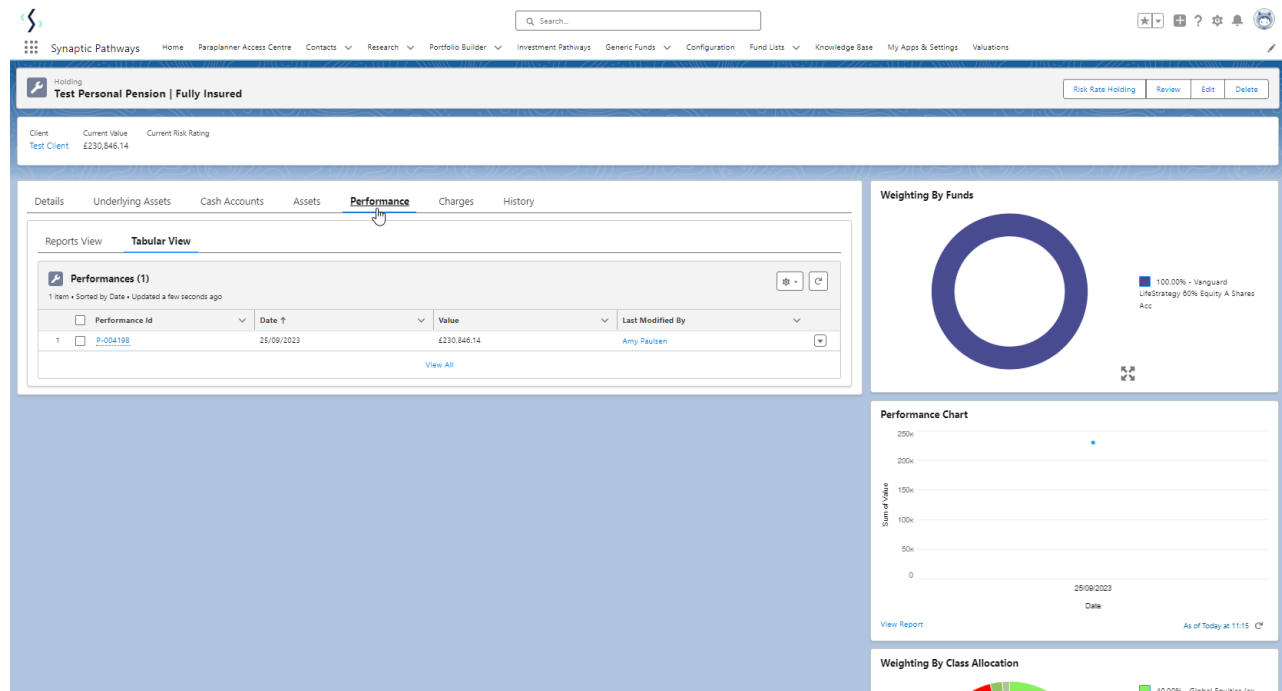 Search...
Synaptic Pathways Home Paraplanner Access Centre Contacts Research Portfolio Builder Investment Pathways Generic Funds Configuration Fund Lists Knowledge Base My Apps & Settings Valuations
Holding
Test Personal Pension | Fully Insured
Risk Rate Holding Review Edit Delete
Client Current Value Current Risk Rating
Test Client £230,846.14
Details Underlying Assets Cash Accounts Assets Performance Charges History
Reports View Tabular View
Performances (1)
1 item • Sorted by Date • Updated a few seconds ago
Performance Id Date ↑ Value Last Modified By
1 P-004198 25/09/2023 £230,846.14 Amy Paulsen
View All
Weighting By Funds
100.00% - Vanguard
LifeStrategy 60% Equity A Shares
Acc
Performance Chart
250K
200K
150K
100K
50K
0
Sum of Value
25/09/2023
Date
View Report As of Today at 11:15
Weighting By Class Allocation